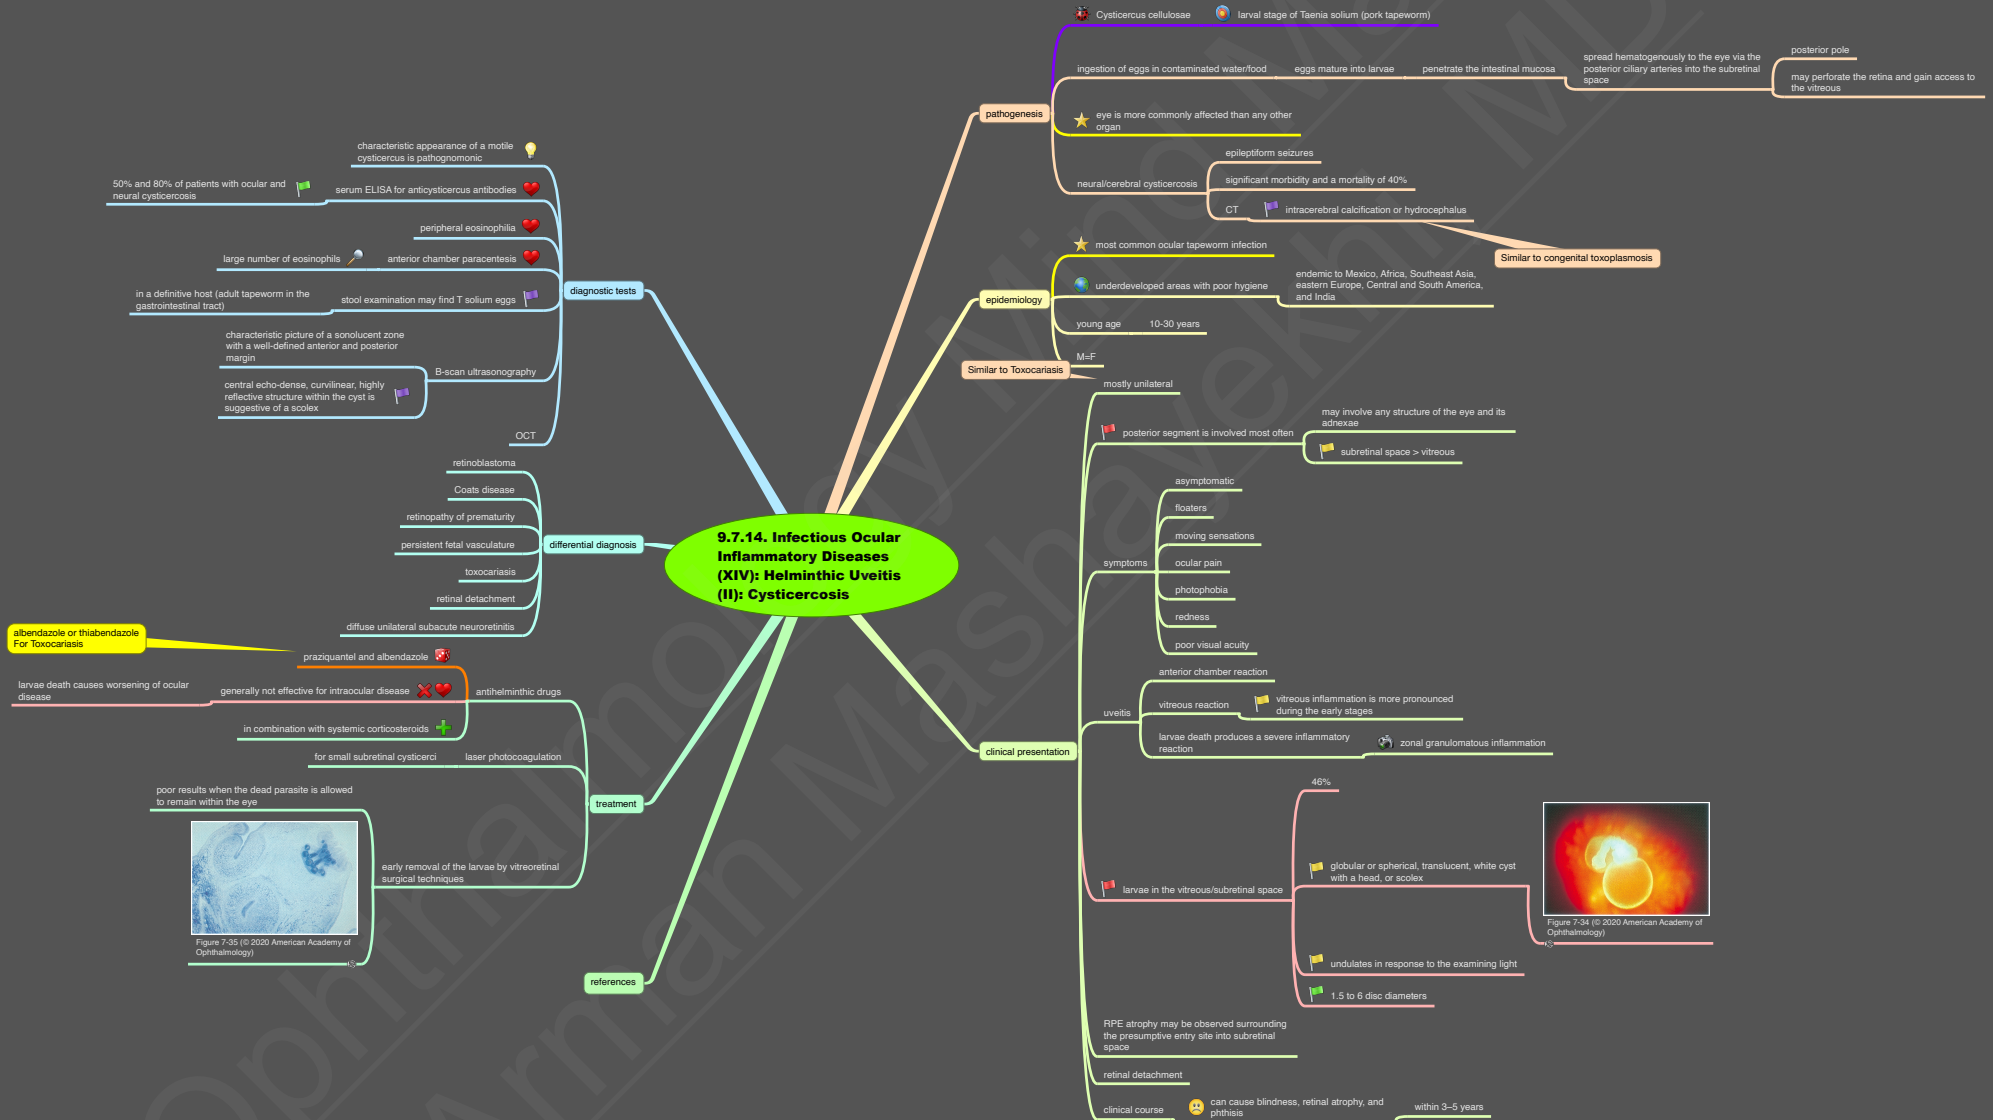 9.7.14. Infectious Ocular
Inflammatory Diseases
(XIV): Helminthic Uveitis
(II): Cysticercosis
pathogenesis
Cysticercus cellulosae
larval stage of Taenia solium (pork tapeworm)
ingestion of eggs in contaminated water/food
eggs mature into larvae
penetrate the intestinal mucosa
spread hematogenously to the eye via the
posterior ciliary arteries into the subretinal
space
posterior pole
may perforate the retina and gain access to
the vitreous
eye is more commonly affected than any other
organ
neural/cerebral cysticercosis
epileptiform seizures
significant morbidity and a mortality of 40%
CT
intracerebral calcification or hydrocephalus
Similar to congenital toxoplasmosis
epidemiology
most common ocular tapeworm infection
underdeveloped areas with poor hygiene
endemic to Mexico, Africa, Southeast Asia,
eastern Europe, Central and South America,
and India
young age
10-30 years
M=F
Similar to Toxocariasis
clinical presentation
mostly unilateral
posterior segment is involved most often
may involve any structure of the eye and its
adnexae
subretinal space > vitreous
symptoms
asymptomatic
floaters
moving sensations
ocular pain
photophobia
redness
poor visual acuity
uveitis
anterior chamber reaction
vitreous reaction
vitreous inflammation is more pronounced
during the early stages
larvae death produces a severe inflammatory
reaction
zonal granulomatous inflammation
larvae in the vitreous/subretinal space
46%
globular or spherical, translucent, white cyst
with a head, or scolex
Figure 7-34 (© 2020 American Academy of
Ophthalmology)
undulates in response to the examining light
1.5 to 6 disc diameters
RPE atrophy may be observed surrounding
the presumptive entry site into subretinal
space
retinal detachment
clinical course
can cause blindness, retinal atrophy, and
phthisis
within 3–5 years
diagnostic tests
characteristic appearance of a motile
cysticercus is pathognomonic
serum ELISA for anticysticercus antibodies
50% and 80% of patients with ocular and
neural cysticercosis
peripheral eosinophilia
anterior chamber paracentesis
large number of eosinophils
stool examination may find T solium eggs
in a definitive host (adult tapeworm in the
gastrointestinal tract)
B-scan ultrasonography
characteristic picture of a sonolucent zone
with a well-defined anterior and posterior
margin
central echo-dense, curvilinear, highly
reflective structure within the cyst is
suggestive of a scolex
OCT
differential diagnosis
retinoblastoma
Coats disease
retinopathy of prematurity
persistent fetal vasculature
toxocariasis
retinal detachment
diffuse unilateral subacute neuroretinitis
treatment
antihelminthic drugs
praziquantel and albendazole
albendazole or thiabendazole
For Toxocariasis
generally not effective for intraocular disease
larvae death causes worsening of ocular
disease
in combination with systemic corticosteroids
laser photocoagulation
for small subretinal cysticerci
early removal of the larvae by vitreoretinal
surgical techniques
poor results when the dead parasite is allowed
to remain within the eye
Figure 7-35 (© 2020 American Academy of
Ophthalmology)
references